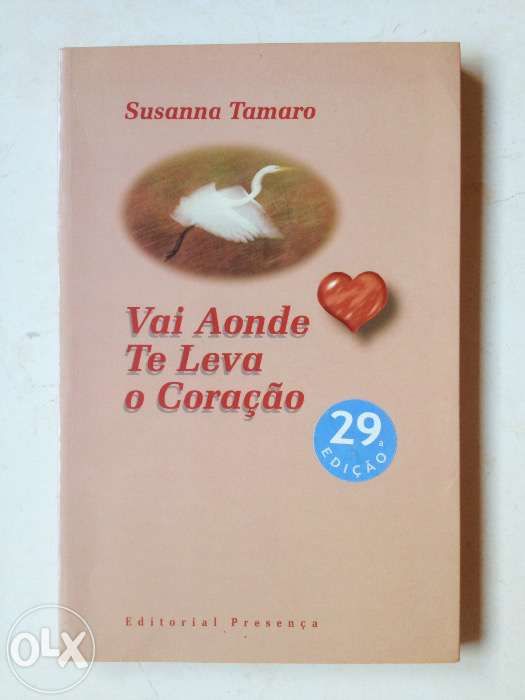 Susanna Tamaro
Vai Aonde
Te Leva
o Coração
29ª
EDIÇÃO
Editorial Presença
OLX